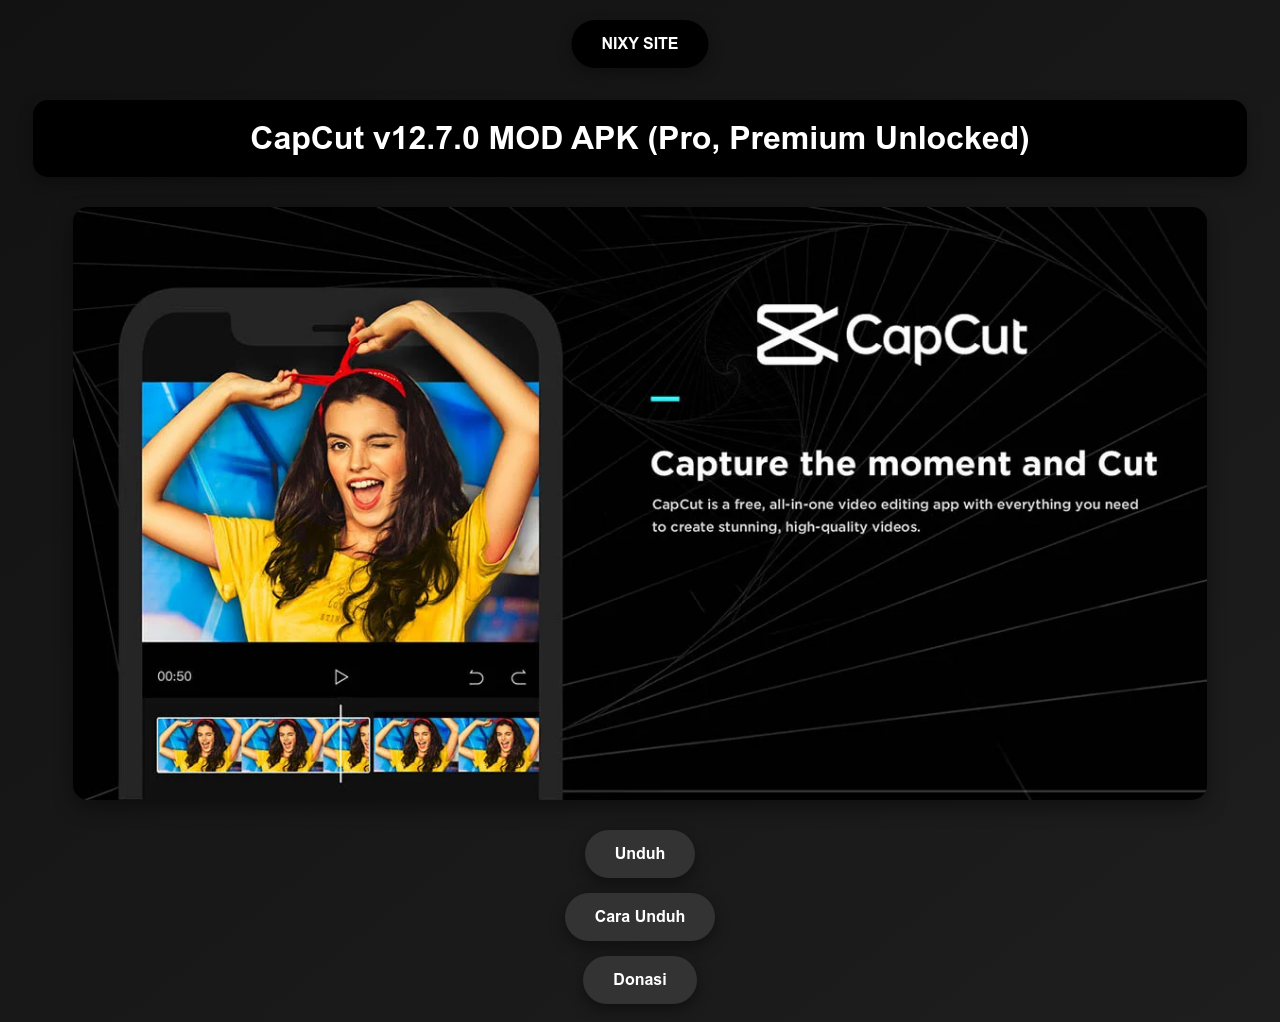 NIXY SITE
CapCut v12.7.0 MOD APK (Pro, Premium Unlocked)
CapCut
Capture the moment and Cut
CapCut is a free, all-in-one video editing app with everything you need
to create stunning, high-quality videos.
00:50
Unduh
Cara Unduh
Donasi